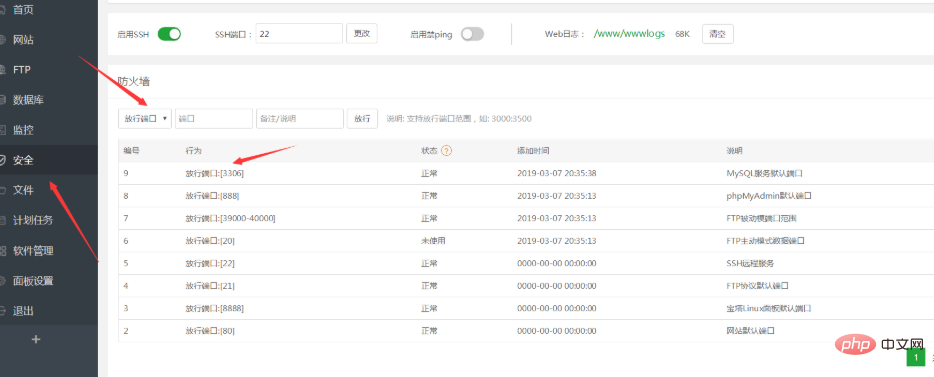 首页
网站
FTP
数据库
监控
安全
文件
计划任务
软件管理
面板设置
退出
+
启用SSH SSH端口： 22 更改 启用禁ping Web日志： /www/wwwlogs 68K 清空
防火墙
放行端口 端口 备注/说明 放行 说明: 支持放行端口范围，如: 3000:3500
编号 行为 状态 ? 添加时间 说明
9 放行端口:[3306] 正常 2019-03-07 20:35:38 MySQL服务默认端口
8 放行端口:[888] 正常 2019-03-07 20:35:13 phpMyAdmin默认端口
7 放行端口:[39000-40000] 正常 2019-03-07 20:35:13 FTP被动模端口范围
6 放行端口:[20] 未使用 2019-03-07 20:35:13 FTP主动模式数据端口
5 放行端口:[22] 正常 0000-00-00 00:00:00 SSH远程服务
4 放行端口:[21] 正常 0000-00-00 00:00:00 FTP协议默认端口
3 放行端口:[8888] 正常 0000-00-00 00:00:00 宝塔Linux面板默认端口
2 放行端口:[80] 正常 0000-00-00 00:00:00 网站默认端口
php 中文网
1